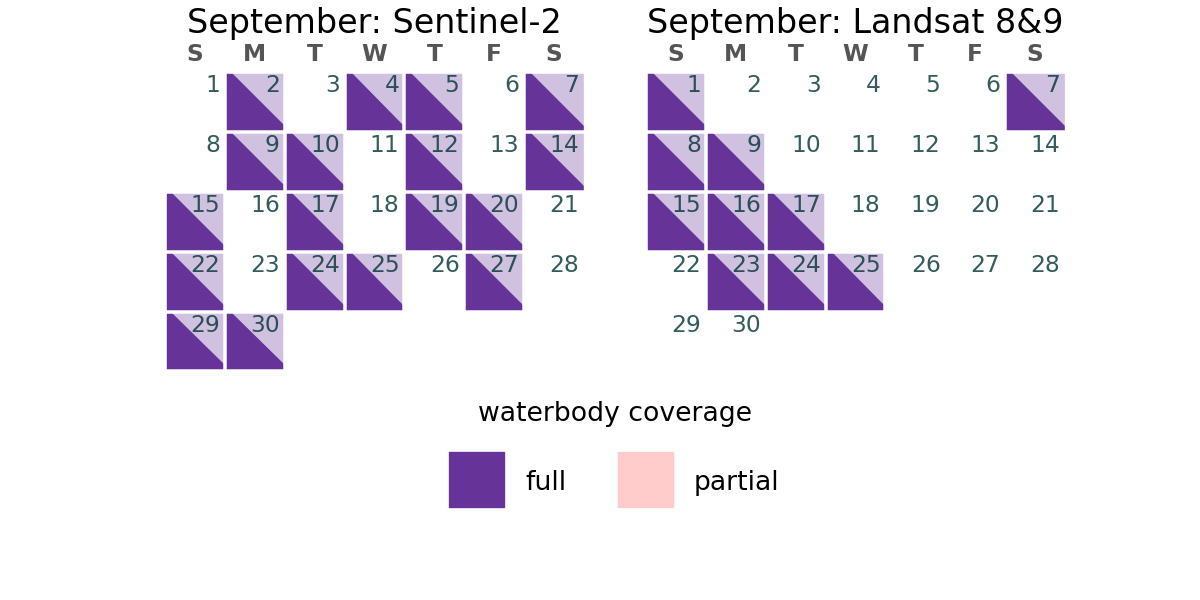 September: Sentinel-2
S M T W T F S
1 2 3 4 5 6 7
8 9 10 11 12 13 14
15 16 17 18 19 20 21
22 23 24 25 26 27 28
29 30
September: Landsat 8&9
S M T W T F S
1 2 3 4 5 6 7
8 9 10 11 12 13 14
15 16 17 18 19 20 21
22 23 24 25 26 27 28
29 30
waterbody coverage
full partial